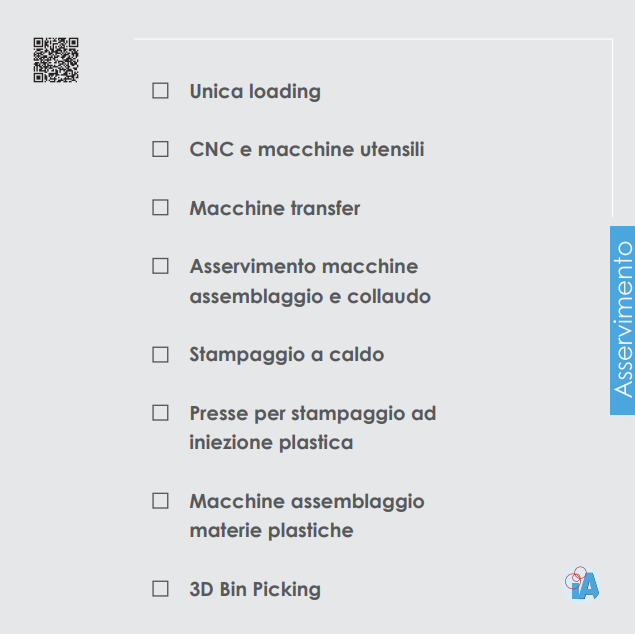 Unica loading
CNC e macchine utensili
Macchine transfer
Asservimento macchine
assemblaggio e collaudo
Stampaggio a caldo
Presse per stampaggio ad
iniezione plastica
Macchine assemblaggio
materie plastiche
3D Bin Picking
Asservimento
iA